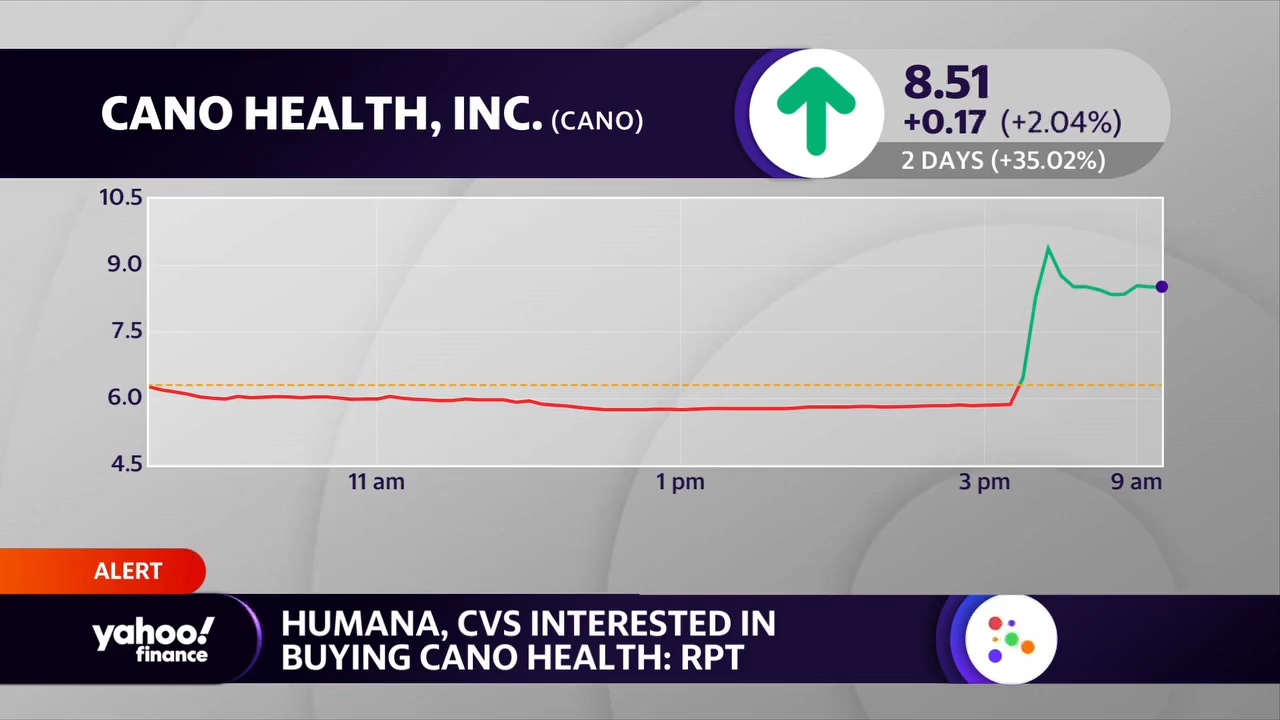 CANO HEALTH, INC. (CANO)
8.51
+0.17 (+2.04%)
2 DAYS (+35.02%)
10.5
9.0
7.5
6.0
4.5
11 am
1 pm
3 pm
9 am
ALERT
yahoo!
finance
HUMANA, CVS INTERESTED IN
BUYING CANO HEALTH: RPT